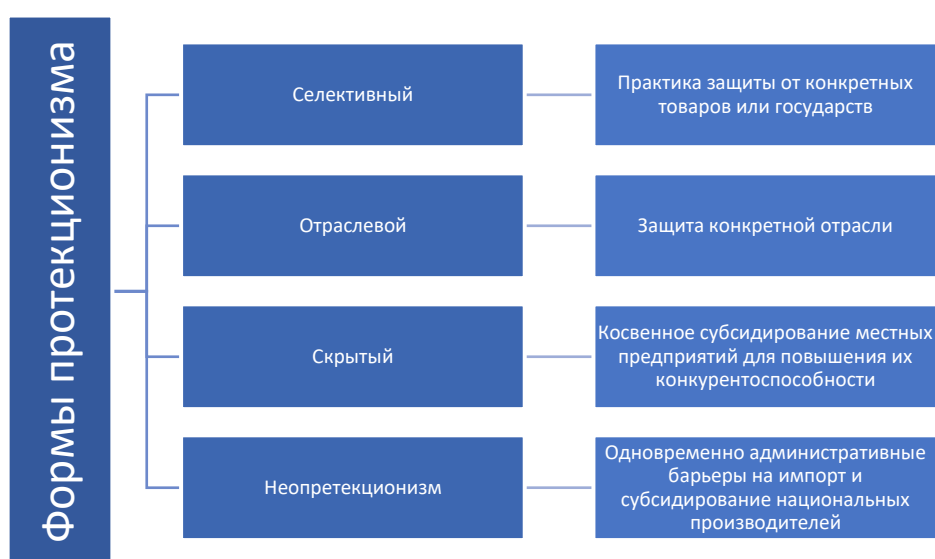 Формы протекционизма
Селективный
Практика защиты от конкретных
товаров или государств
Отраслевой
Защита конкретной отрасли
Скрытый
Косвенное субсидирование местных
предприятий для повышения их
конкурентоспособности
Неопретекционизм
Одновременно административные
барьеры на импорт и
субсидирование национальных
производителей